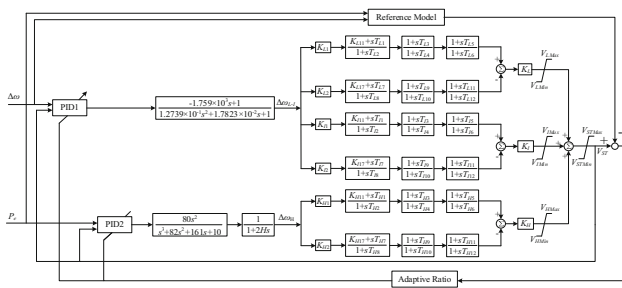 Reference Model
Δω
PID1
-1.759×10³s+1
1.2739×10⁻¹s²+1.7823×10⁻²s+1
Δω_{L-I}
K_{L1}
K_{L11}+sT_{L1}
1+sT_{L2}
1+sT_{L3}
1+sT_{L4}
1+sT_{L5}
1+sT_{L6}
K_{L2}
K_{L17}+sT_{L7}
1+sT_{L8}
1+sT_{L9}
1+sT_{L10}
1+sT_{L11}
1+sT_{L12}
+
-
Σ
K_L
V_{LMax}
V_{LMin}
K_{I1}
K_{I11}+sT_{I1}
1+sT_{I2}
1+sT_{I3}
1+sT_{I4}
1+sT_{I5}
1+sT_{I6}
K_{I2}
K_{I17}+sT_{I7}
1+sT_{I8}
1+sT_{I9}
1+sT_{I10}
1+sT_{I11}
1+sT_{I12}
+
-
Σ
K_I
V_{IMax}
V_{IMin}
+
+
+
Σ
V_{STMax}
V_{STMin}
V_{ST}
-
P_e
PID2
80s²
s³+82s²+161s+10
1
1+2Hs
Δω_H
K_{H1}
K_{H11}+sT_{H1}
1+sT_{H2}
1+sT_{H3}
1+sT_{H4}
1+sT_{H5}
1+sT_{H6}
K_{H2}
K_{H17}+sT_{H7}
1+sT_{H8}
1+sT_{H9}
1+sT_{H10}
1+sT_{H11}
1+sT_{H12}
+
-
Σ
K_H
V_{HMax}
V_{HMin}
Adaptive Ratio